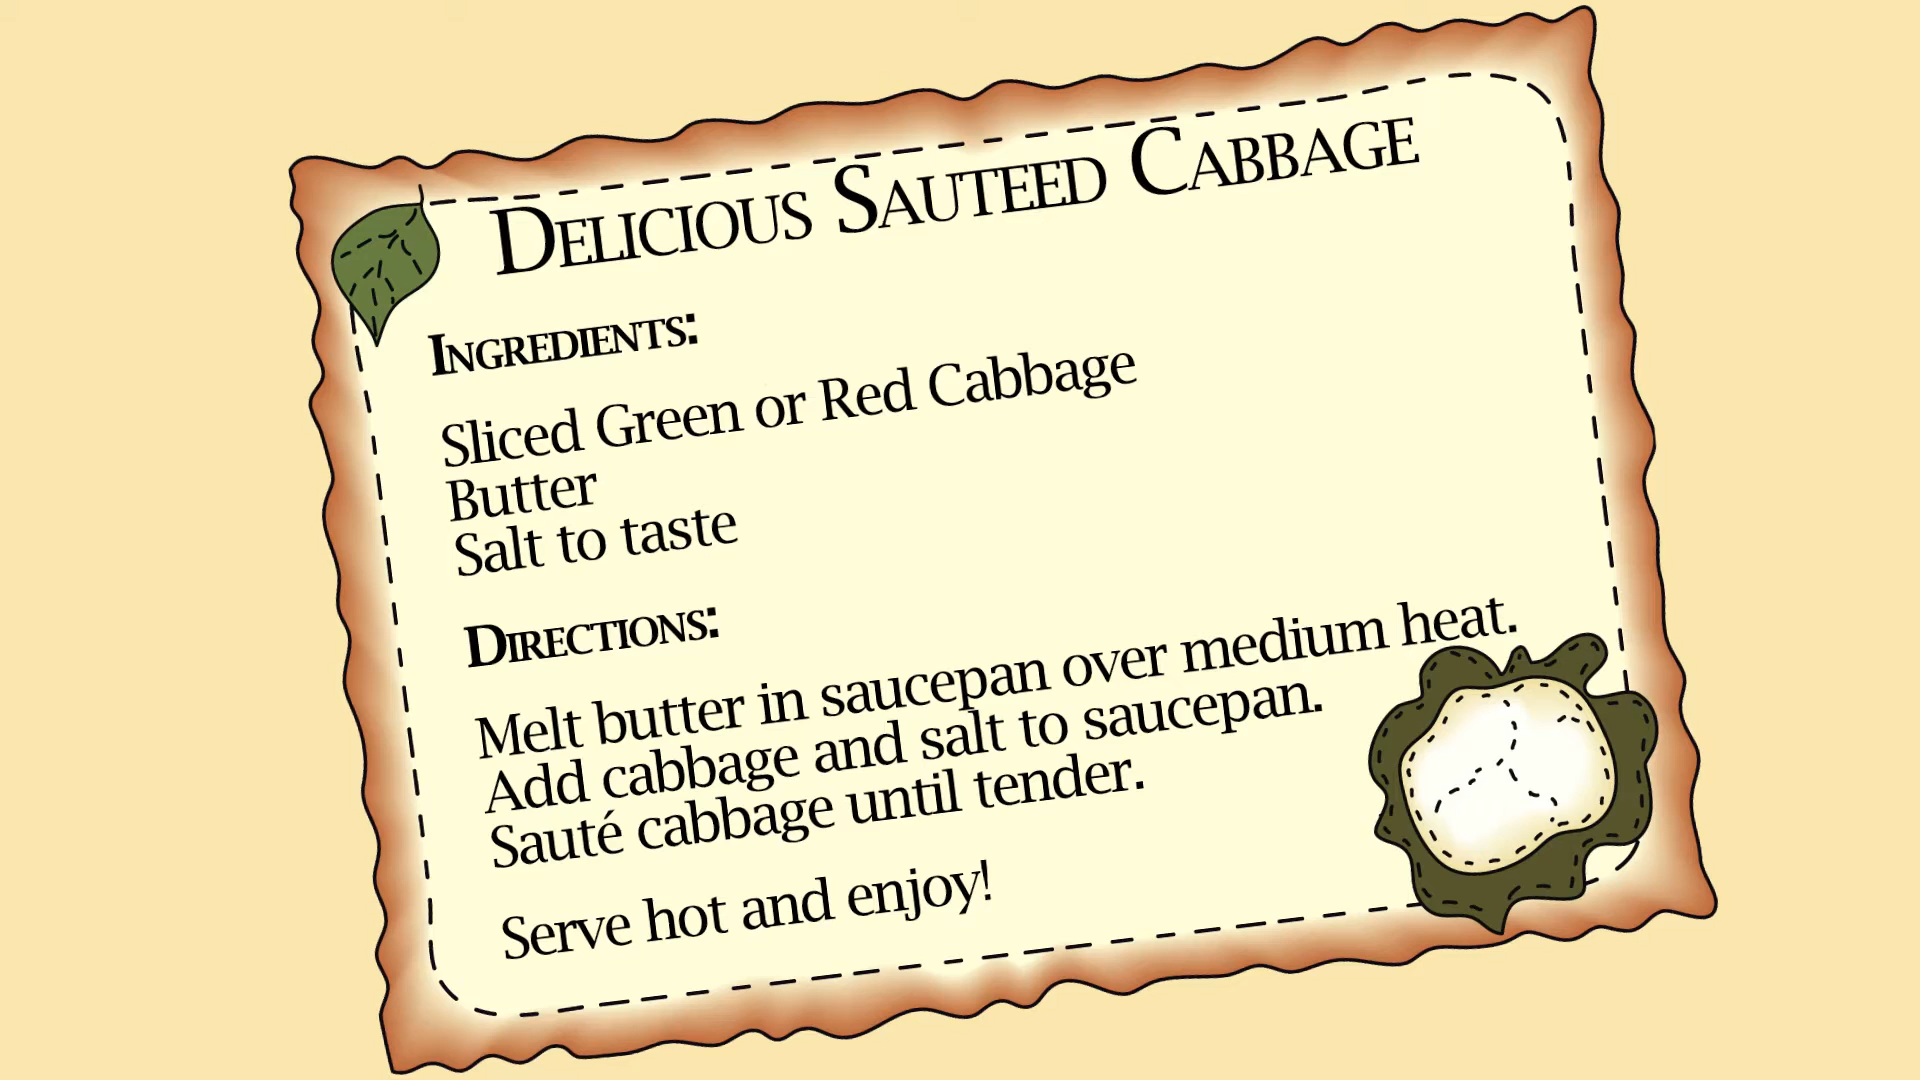 Delicious Sauteed Cabbage
Ingredients:
Sliced Green or Red Cabbage
Butter
Salt to taste
Directions:
Melt butter in saucepan over medium heat.
Add cabbage and salt to saucepan.
Sauté cabbage until tender.
Serve hot and enjoy!